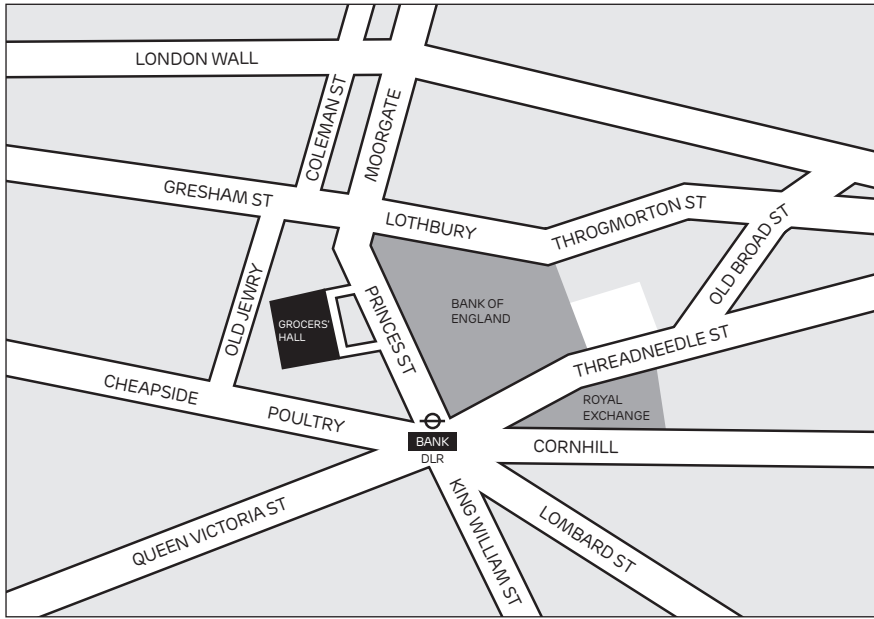 LONDON WALL
COLEMAN ST
MOORGATE
GRESHAM ST
LOTHBURY
THROGMORTON ST
OLD BROAD ST
OLD JEWRY
GROCERS'
HALL
PRINCES ST
BANK OF
ENGLAND
THREADNEEDLE ST
CHEAPSIDE
POULTRY
ROYAL
EXCHANGE
BANK
DLR
CORNHILL
QUEEN VICTORIA ST
KING WILLIAM ST
LOMBARD ST